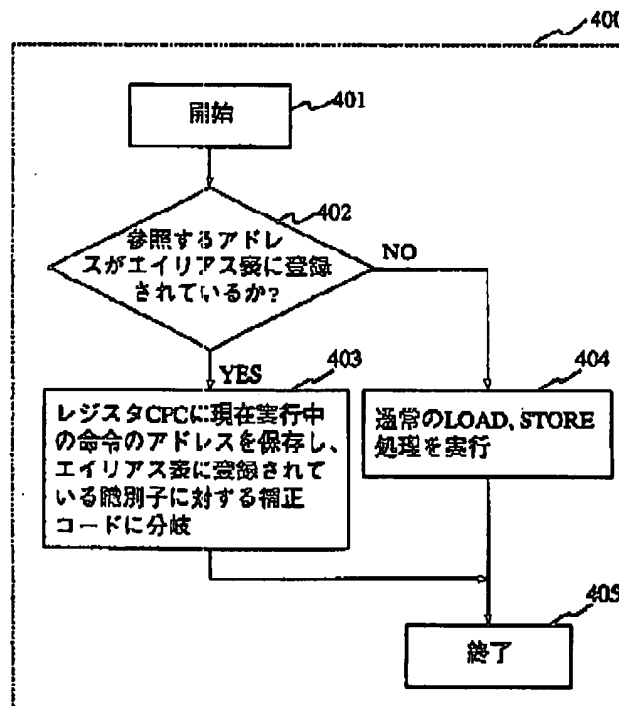 400
開始
401
402
参照するアドレ
スがエイリアス表に登録
されているか?
NO
YES
403
レジスタCPCに現在実行中
の命令のアドレスを保存し、
エイリアス表に登録されて
いる識別子に対する補正
コードに分岐
404
通常のLOAD、STORE
処理を実行
405
終了